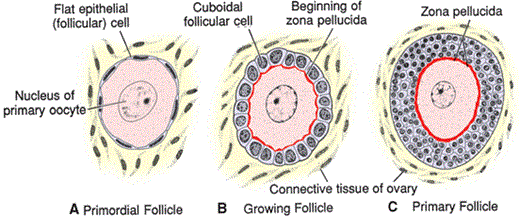 Flat epithelial
(follicular) cell
Cuboidal
follicular cell
Beginning of
zona pellucida
Zona pellucida
Nucleus of
primary oocyte
Connective tissue of ovary
A Primordial Follicle
B Growing Follicle
C Primary Follicle